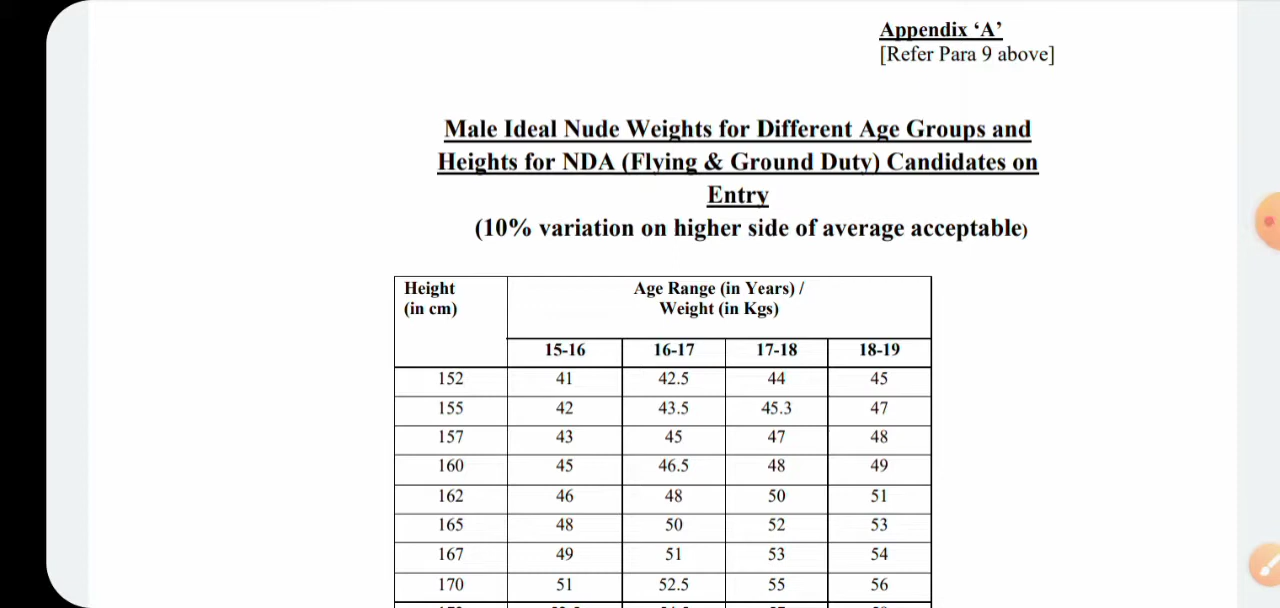 Appendix ‘A’
[Refer Para 9 above]
Male Ideal Nude Weights for Different Age Groups and
Heights for NDA (Flying & Ground Duty) Candidates on
Entry
(10% variation on higher side of average acceptable)
Height
(in cm)
Age Range (in Years) /
Weight (in Kgs)
15-16 16-17 17-18 18-19
152 41 42.5 44 45
155 42 43.5 45.3 47
157 43 45 47 48
160 45 46.5 48 49
162 46 48 50 51
165 48 50 52 53
167 49 51 53 54
170 51 52.5 55 56